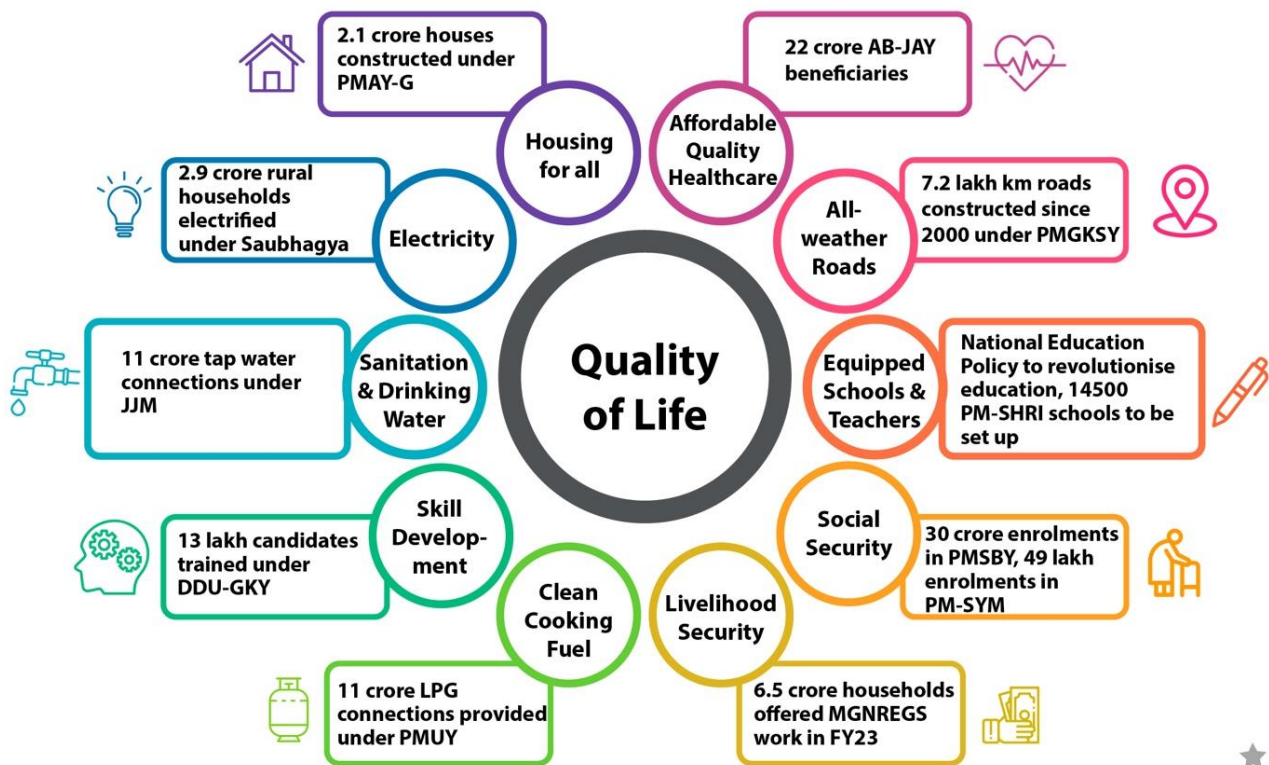 2.1 crore houses
constructed under
PMAY-G
Housing
for all
22 crore AB-JAY
beneficiaries
Affordable
Quality
Healthcare
2.9 crore rural
households
electrified
under Saubhagya
Electricity
7.2 lakh km roads
constructed since
2000 under PMGKSY
All-
weather
Roads
11 crore tap water
connections under
JJM
Sanitation
& Drinking
Water
Quality
of Life
Equipped
Schools &
Teachers
National Education
Policy to revolutionise
education, 14500
PM-SHRI schools to be
set up
13 lakh candidates
trained under
DDU-GKY
Skill
Develop-
ment
Social
Security
30 crore enrolments
in PMSBY, 49 lakh
enrolments in
PM-SYM
Clean
Cooking
Fuel
11 crore LPG
connections provided
under PMUY
Livelihood
Security
6.5 crore households
offered MGNREGS
work in FY23